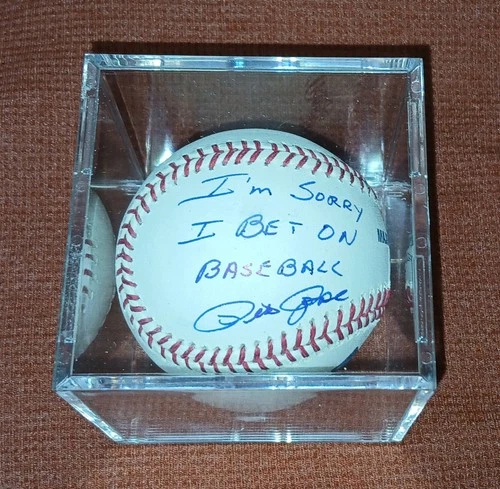 I'm Sorry
I BET ON
BASEBALL
Pete Rose